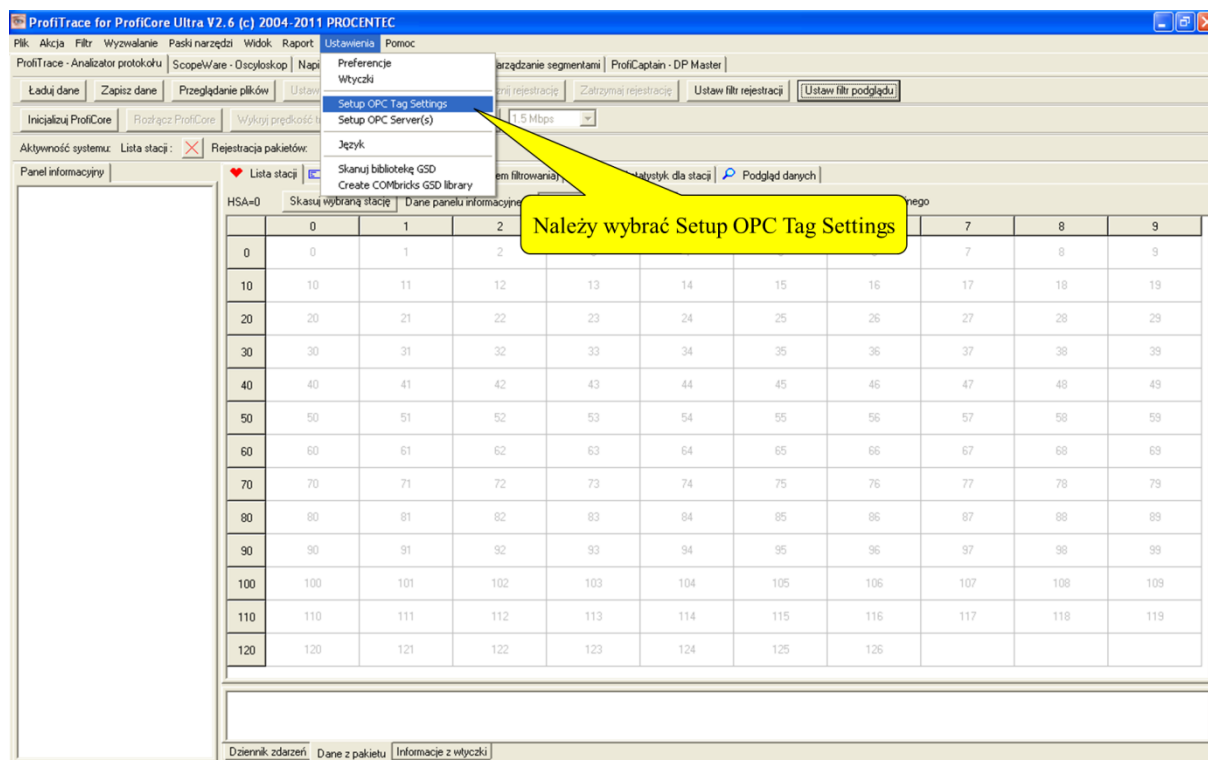 ProfiTrace for ProfiCore Ultra V2.6 (c) 2004-2011 PROCENTEC
Plik Akcja Filtr Wyzwalanie Paski narzędzi Widok Raport Ustawienia Pomoc
ProfiTrace - Analizator protokołu ScopeWare - Oscyloskop segmentami ProfiCaptain - DP Master
Preferencje
Wtyczki
Setup OPC Tag Settings
Setup OPC Server(s)
Język
Skanuj bibliotekę GSD
Create COMbricks GSD library
Ładuj dane Zapisz dane Przeglądanie plików rejestrację Zatrzymaj rejestrację Ustaw filtr rejestracji Ustaw filtr podglądu
Inicjalizuj ProfiCore Rozłącz ProfiCore Wykryj prędkość 1.5 Mbps
Aktywność systemu: Lista stacji: Rejestracja pakietów:
Panel informacyjny Lista stacji dla stacji Podgląd danych
HSA=0 Skasuj wybraną stację Dane panelu
Należy wybrać Setup OPC Tag Settings
0 1 2 7 8 9
0 0 1 2 7 8 9
10 10 11 12 13 14 15 16 17 18 19
20 20 21 22 23 24 25 26 27 28 29
30 30 31 32 33 34 35 36 37 38 39
40 40 41 42 43 44 45 46 47 48 49
50 50 51 52 53 54 55 56 57 58 59
60 60 61 62 63 64 65 66 67 68 69
70 70 71 72 73 74 75 76 77 78 79
80 80 81 82 83 84 85 86 87 88 89
90 90 91 92 93 94 95 96 97 98 99
100 100 101 102 103 104 105 106 107 108 109
110 110 111 112 113 114 115 116 117 118 119
120 120 121 122 123 124 125 126
Dziennik zdarzeń Dane z pakietu Informacje z wtyczki